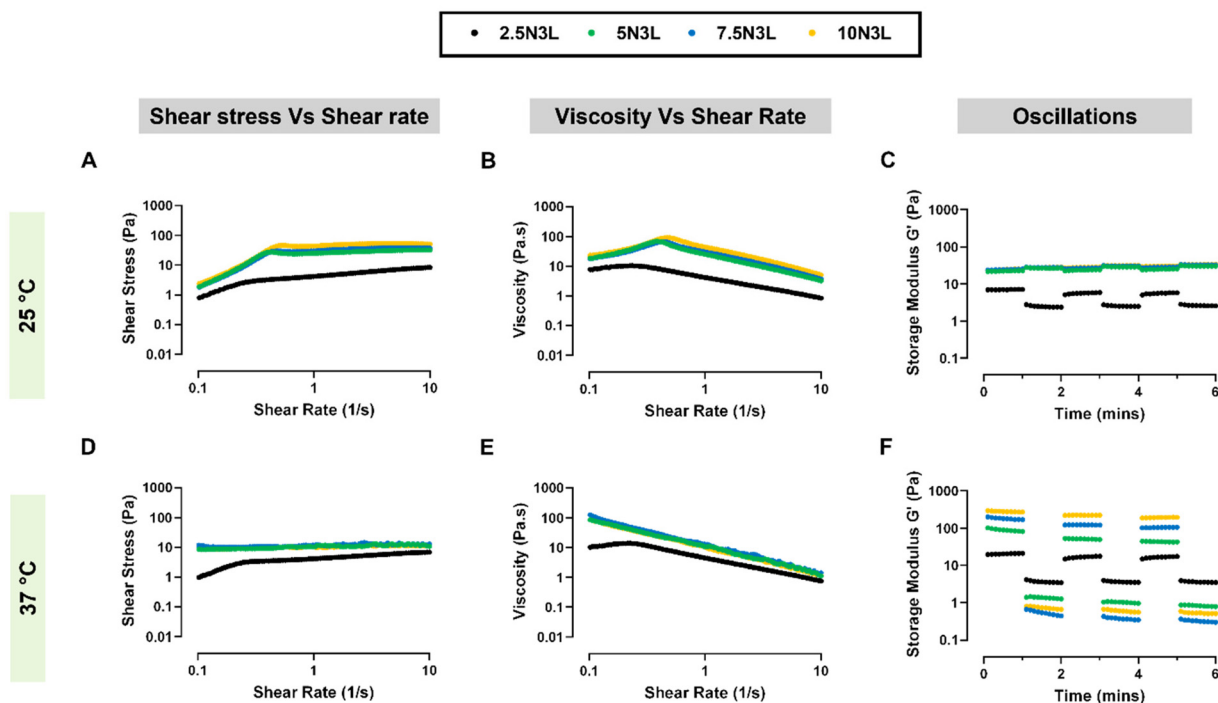 2.5N3L 5N3L 7.5N3L 10N3L
Shear stress Vs Shear rate
Viscosity Vs Shear Rate
Oscillations
25 °C
A
Shear Stress (Pa)
1000
100
10
1
0.1
0.01
0.1 1 10
Shear Rate (1/s)
B
Viscosity (Pa.s)
1000
100
10
1
0.1
0.01
0.1 1 10
Shear Rate (1/s)
C
Storage Modulus G' (Pa)
1000
100
10
1
0.1
0 2 4 6
Time (mins)
37 °C
D
Shear Stress (Pa)
1000
100
10
1
0.1
0.01
0.1 1 10
Shear Rate (1/s)
E
Viscosity (Pa.s)
1000
100
10
1
0.1
0.01
0.1 1 10
Shear Rate (1/s)
F
Storage Modulus G' (Pa)
1000
100
10
1
0.1
0 2 4 6
Time (mins)